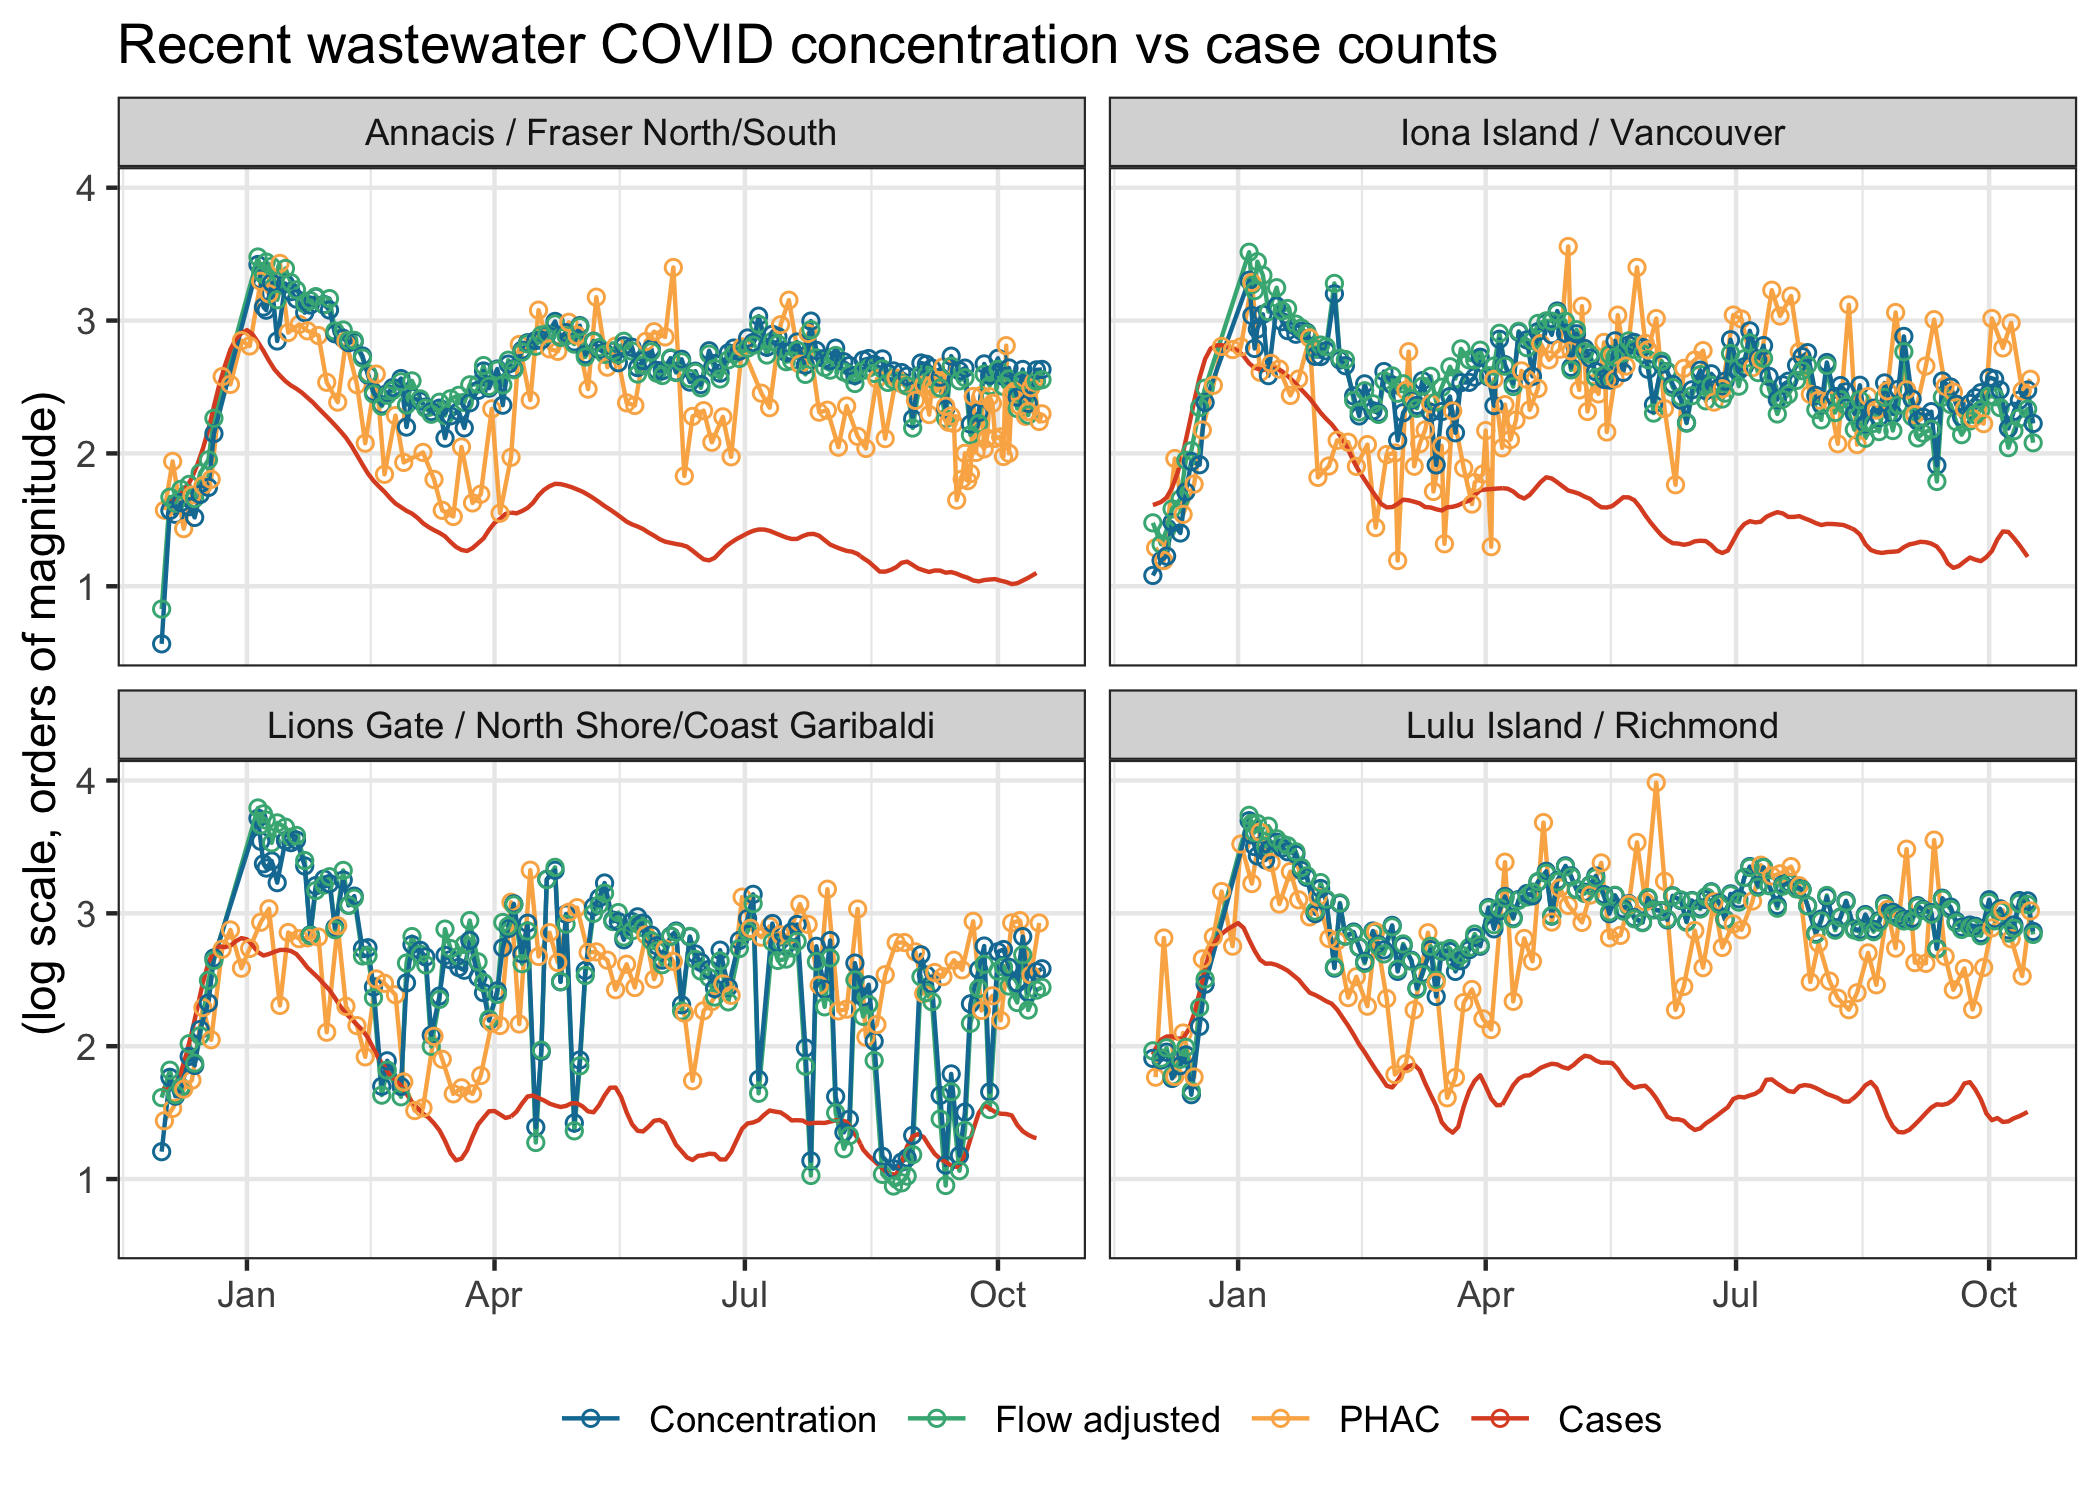 Recent wastewater COVID concentration vs case counts
Annacis / Fraser North/South
Iona Island / Vancouver
4
3
2
1
(log scale, orders of magnitude)
Lions Gate / North Shore/Coast Garibaldi
Lulu Island / Richmond
4
3
2
1
Jan Apr Jul Oct
Jan Apr Jul Oct
Concentration Flow adjusted PHAC Cases